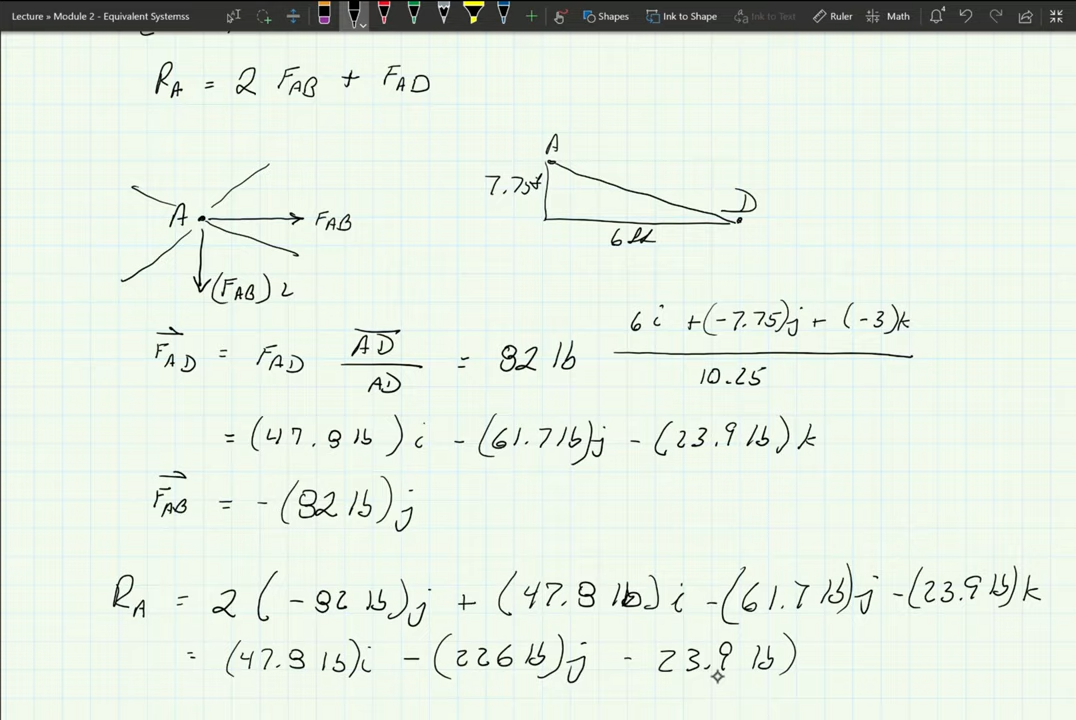 Lecture » Module 2 - Equivalent Systemss
Shapes Ink to Shape Ink to Text Ruler Math
R_A = 2 F_AB + F_AD
A
7.75ft
D
6 ft
A F_AB
(F_AB) 2
F_AD = F_AD AD/AD = 82 lb (6i + (-7.75)j + (-3)k)/10.25
= (47.8 lb) i - (61.7 lb)j - (23.9 lb) k
F_AB = - (82 lb) j
R_A = 2 (-82 lb)j + (47.8 lb) i - (61.7 lb)j - (23.9 lb)k
= (47.8 lb)i - (226 lb)j - 23.9 lb)